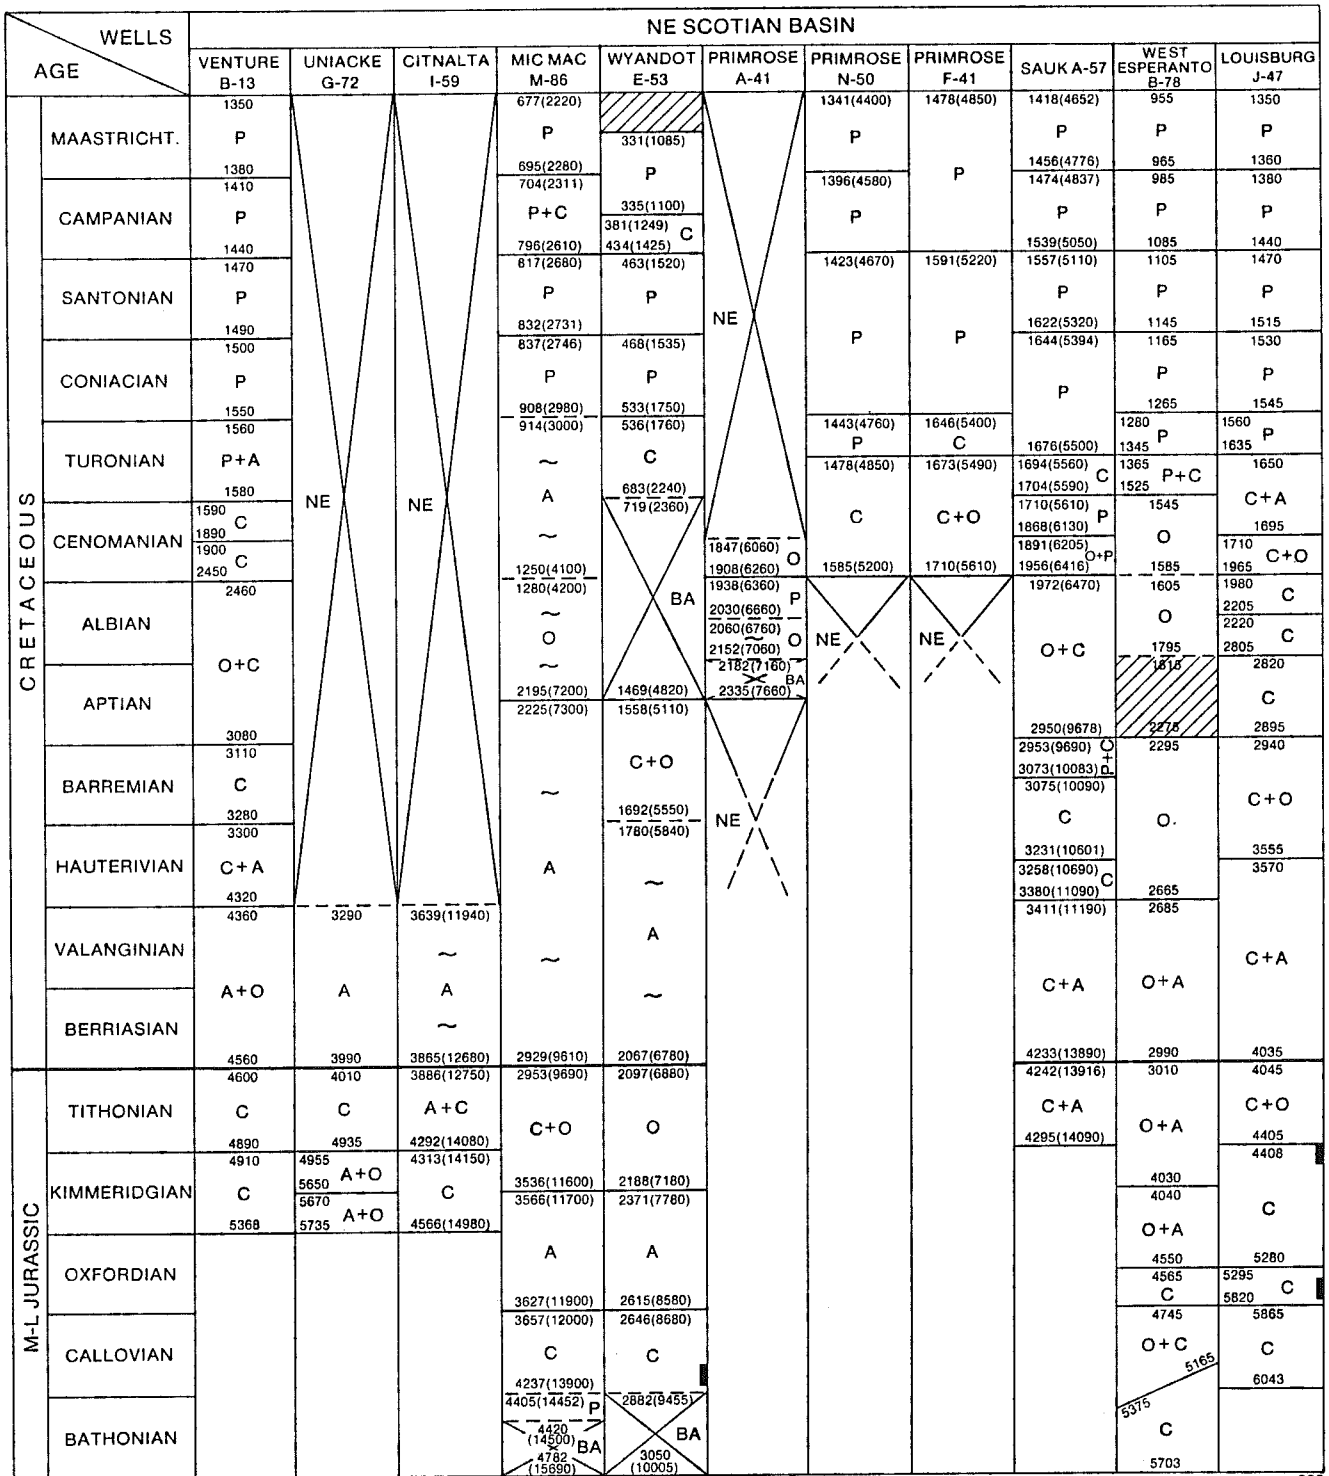 NE SCOTIAN BASIN
WELLS
AGE
CRETACEOUS
M-L JURASSIC
MAASTRICHT.
CAMPANIAN
SANTONIAN
CONIACIAN
TURONIAN
CENOMANIAN
ALBIAN
APTIAN
BARREMIAN
HAUTERIVIAN
VALANGINIAN
BERRIASIAN
TITHONIAN
KIMMERIDGIAN
OXFORDIAN
CALLOVIAN
BATHONIAN
VENTURE
B-13
1350
P
1380
1410
P
1440
1470
P
1490
1500
P
1550
1560
P+A
1580
1590
C
1890
1900
C
2450
2460
O+C
3080
3110
C
3280
3300
C+A
4320
4360
A+O
4560
4600
C
4890
4910
C
5368
UNIACKE
G-72
NE
3290
A
3990
4010
C
4935
4955
A+O
5650
5670
A+O
5735
CITNALTA
I-59
NE
3639(11940)
~
A
~
3865(12680)
3886(12750)
A+C
4292(14080)
4313(14150)
C
4566(14980)
MIC MAC
M-86
677(2220)
P
695(2280)
704(2311)
P+C
796(2610)
817(2680)
P
832(2731)
837(2746)
P
908(2980)
914(3000)
~
A
~
1250(4100)
1280(4200)
~
O
~
2195(7200)
2225(7300)
~
A
~
2929(9610)
2953(9690)
C+O
3536(11600)
3566(11700)
A
3627(11900)
3657(12000)
C
4237(13900)
4405(14452) P
4420
(14500)
BA
4782
(15690)
WYANDOT
E-53
331(1085)
P
335(1100)
381(1249)
C
434(1425)
463(1520)
P
468(1535)
P
533(1750)
536(1760)
C
683(2240)
719(2360)
BA
1469(4820)
1558(5110)
C+O
1692(5550)
1780(5840)
~
A
~
2067(6780)
2097(6880)
O
2188(7180)
2371(7780)
A
2615(8580)
2646(8680)
C
2882(9455)
BA
3050
(10005)
PRIMROSE
A-41
NE
1847(6060)
O
1908(6260)
1938(6360)
P
2030(6660)
2060(6760)
~ O
2152(7060)
2182(7160)
BA
2335(7660)
NE
PRIMROSE
N-50
1341(4400)
P
1396(4580)
P
1423(4670)
P
1443(4760)
P
1478(4850)
C
1585(5200)
NE
PRIMROSE
F-41
1478(4850)
P
1591(5220)
P
1646(5400)
C
1673(5490)
C+O
1710(5610)
NE
SAUK A-57
1418(4652)
P
1456(4776)
1474(4837)
P
1539(5050)
1557(5110)
P
1622(5320)
1644(5394)
P
1676(5500)
1694(5560)
C
1704(5590)
1710(5610)
P
1868(6130)
1891(6205)
O+P
1956(6416)
1972(6470)
O+C
2950(9678)
2953(9690)
P+C
3073(10083)
3075(10090)
C
3231(10601)
3258(10690)
C
3380(11090)
3411(11190)
C+A
4233(13890)
4242(13916)
C+A
4295(14090)
WEST
ESPERANTO
B-78
955
P
965
985
P
1085
1105
P
1145
1165
P
1265
1280
P
1345
1365
P+C
1525
1545
O
1585
1605
O
1795
1815
2275
2295
O.
2665
2685
O+A
2990
3010
O+A
4030
4040
O+A
4550
4565
C
4745
O+C
5165
5375
C
5703
LOUISBURG
J-47
1350
P
1360
1380
P
1440
1470
P
1515
1530
P
1545
1560
P
1635
1650
C+A
1695
1710
C+O
1965
1980
C
2205
2220
C
2805
2820
C
2895
2940
C+O
3555
3570
C+A
4035
4045
C+O
4405
4408
C
5280
5295
C
5820
5865
C
6043